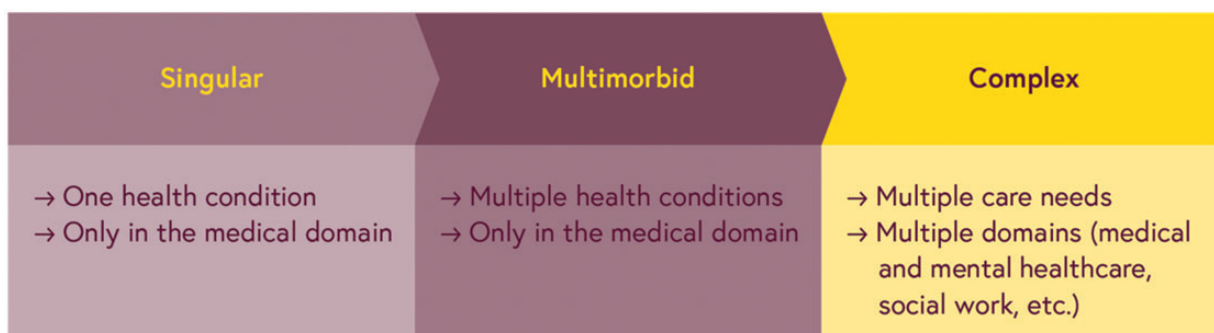 Singular
Multimorbid
Complex
→ One health condition
→ Only in the medical domain
→ Multiple health conditions
→ Only in the medical domain
→ Multiple care needs
→ Multiple domains (medical
and mental healthcare,
social work, etc.)